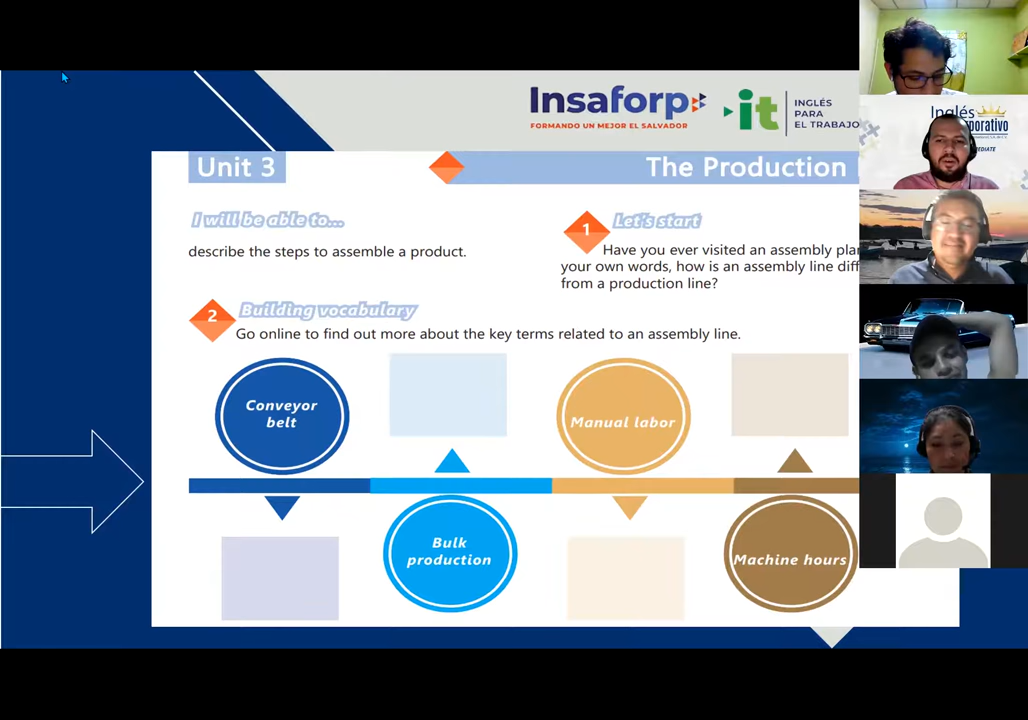 Insaforp
FORMANDO UN MEJOR EL SALVADOR
it
INGLÉS
PARA
EL TRABAJO
Inglés
MEDIATE
Unit 3
The Production
I will be able to...
describe the steps to assemble a product.
1
Let's start
Have you ever visited an assembly
your own words, how is an assembly line
from a production line?
2
Building vocabulary
Go online to find out more about the key terms related to an assembly line.
Conveyor
belt
Manual labor
Bulk
production
Machine hours